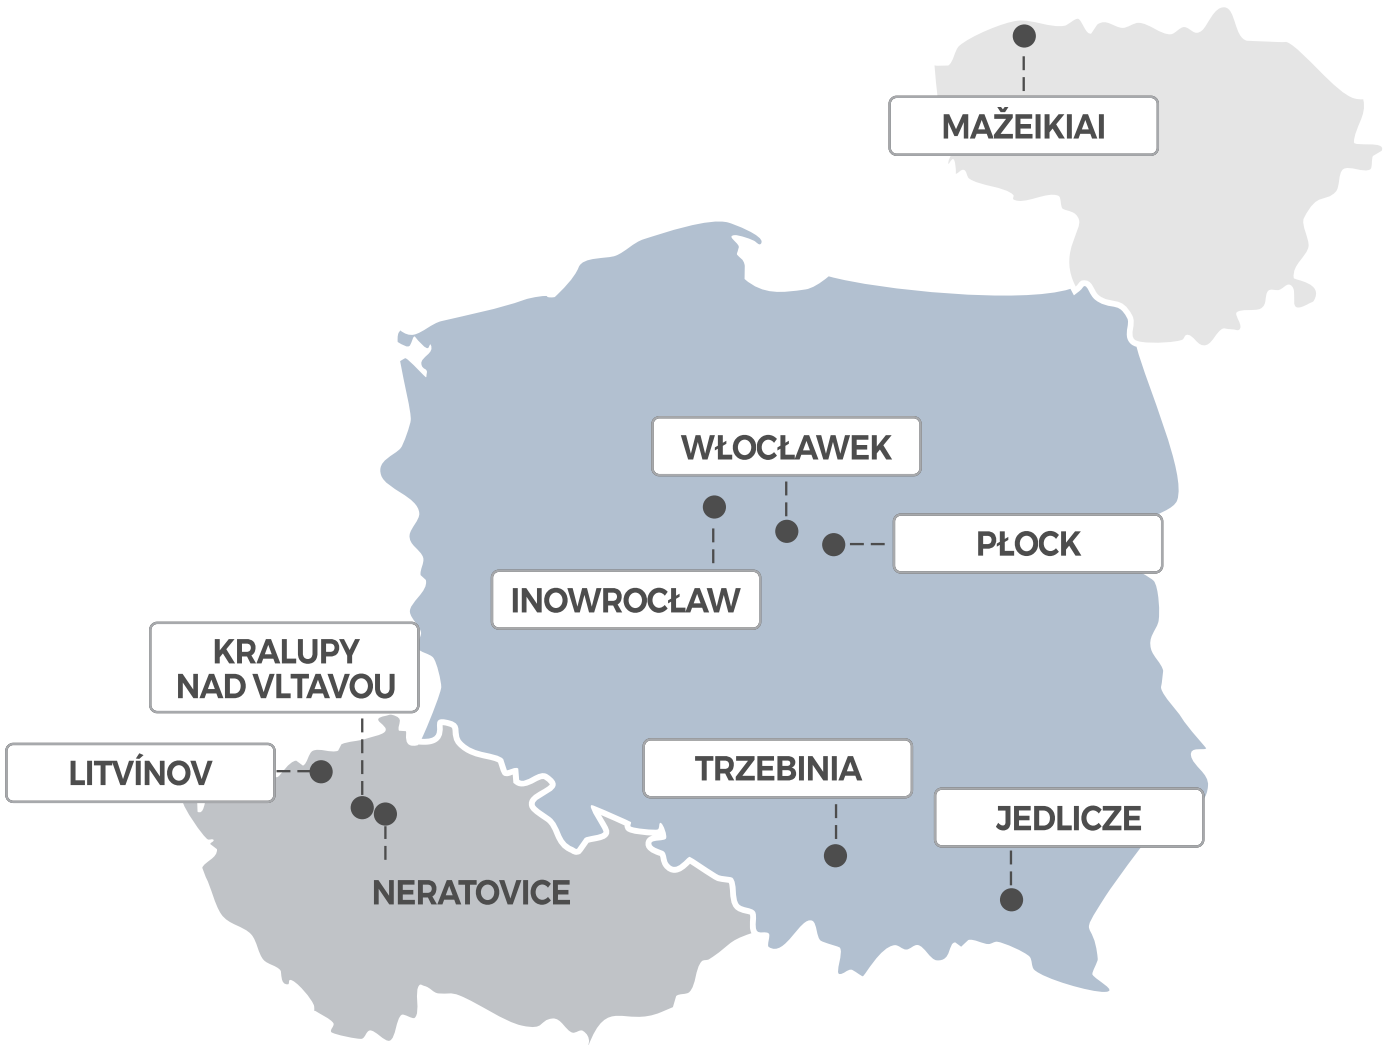 MAŽEIKIAI
WŁOCŁAWEK
PŁOCK
INOWROCŁAW
KRALUPY
NAD VLTAVOU
LITVÍNOV
TRZEBINIA
JEDLICZE
NERATOVICE